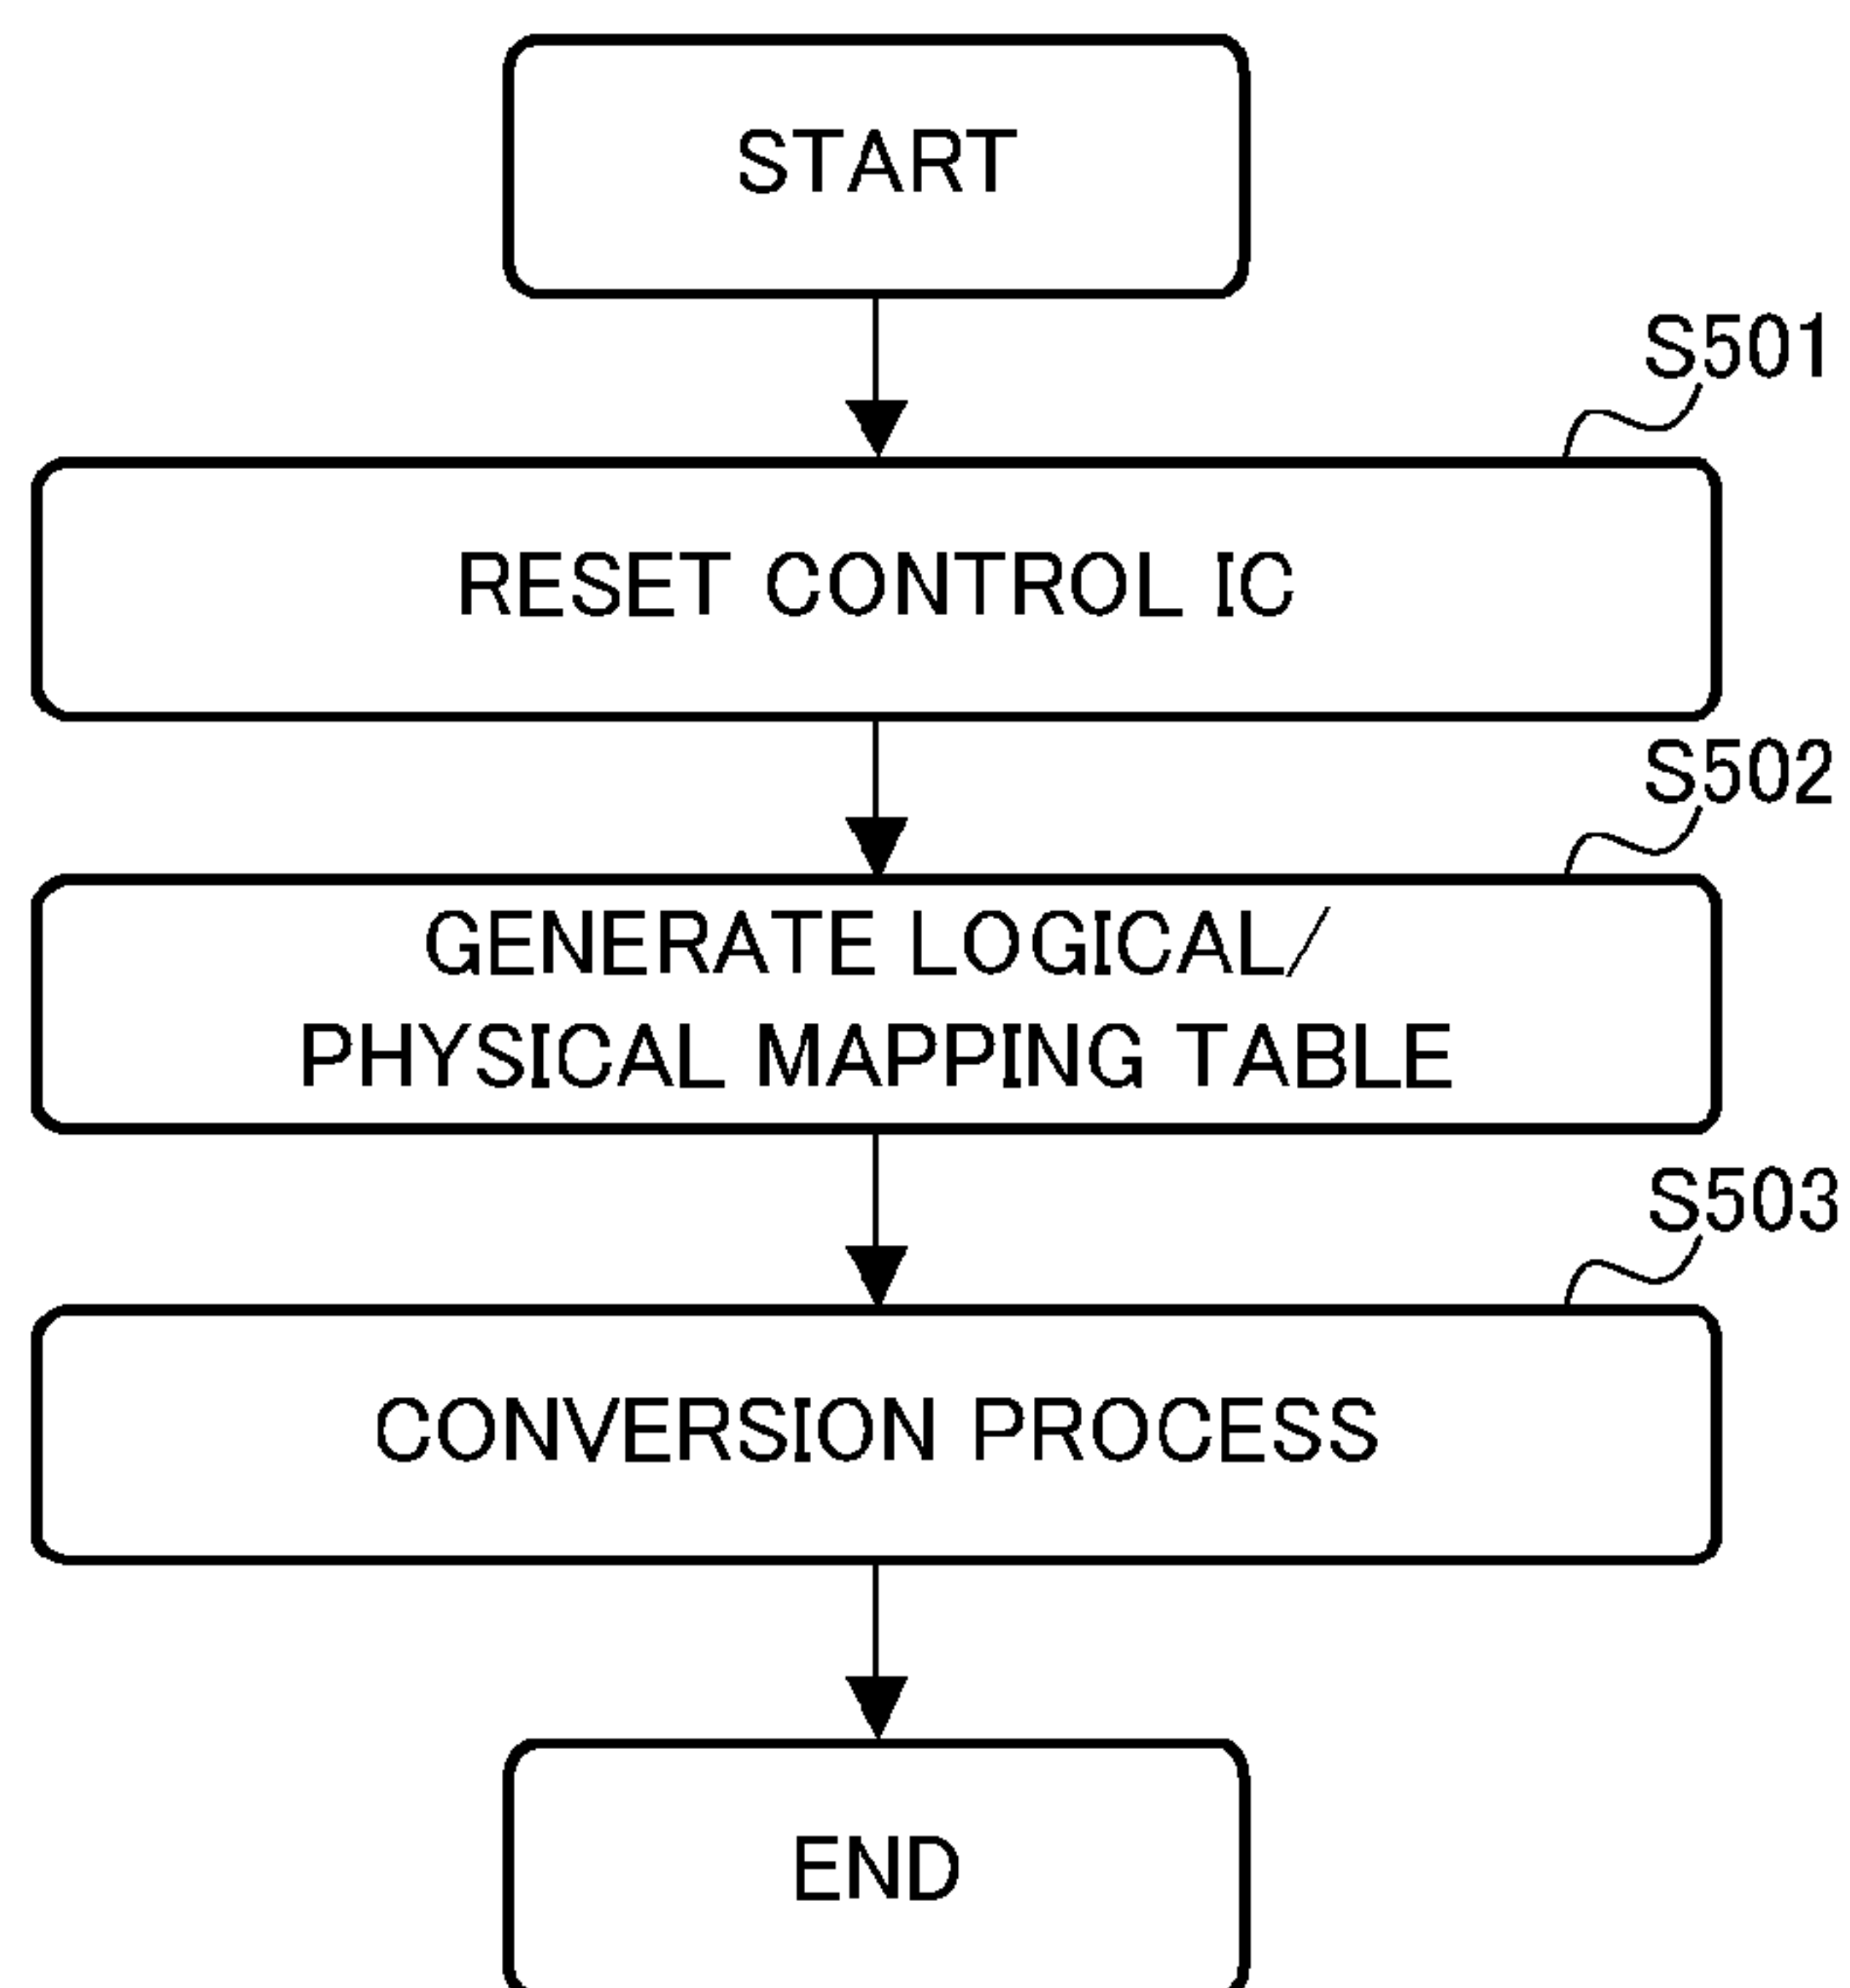 START
S501
RESET CONTROL IC
S502
GENERATE LOGICAL/
PHYSICAL MAPPING TABLE
S503
CONVERSION PROCESS
END